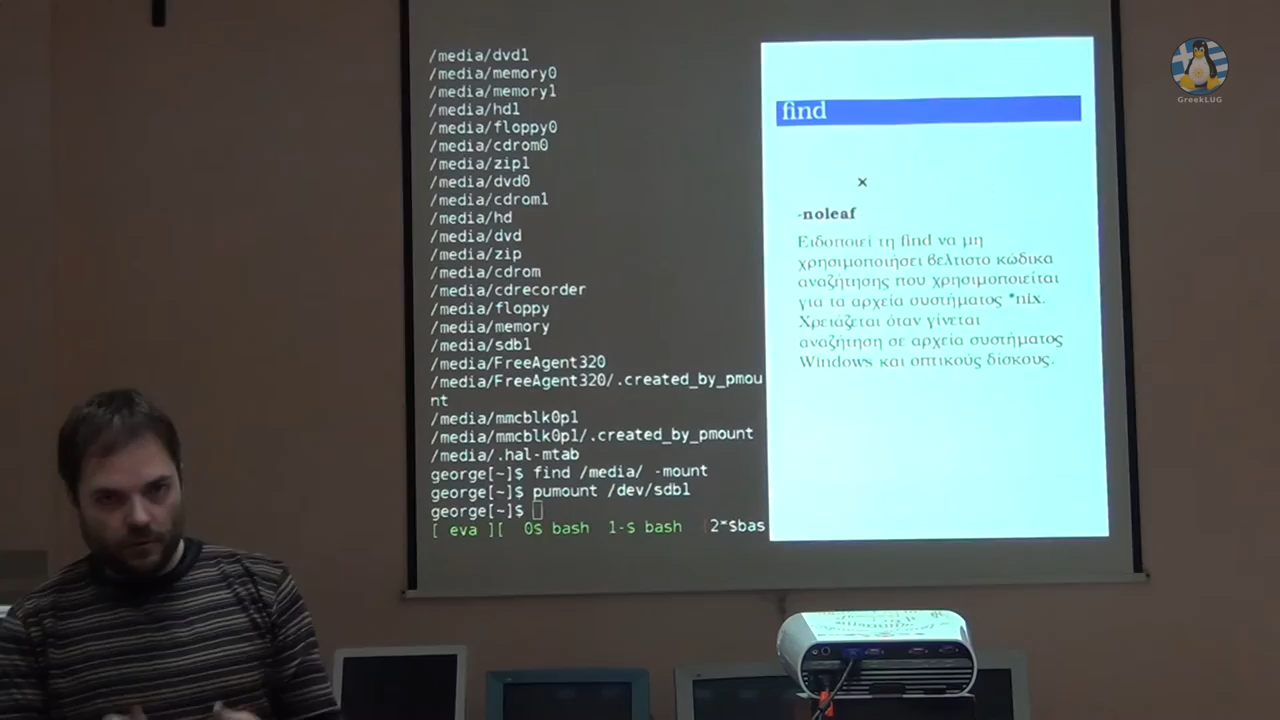 /media/dvd1
/media/memory0
/media/memory1
/media/hd1
/media/floppy0
/media/cdrom0
/media/zip1
/media/dvd0
/media/cdrom1
/media/hd
/media/dvd
/media/zip
/media/cdrom
/media/cdrecorder
/media/floppy
/media/memory
/media/sdb1
/media/FreeAgent320
/media/FreeAgent320/.created_by_pmou
nt
/media/mmcblk0p1
/media/mmcblk0p1/.created_by_pmount
/media/.hal-mtab
george[~]$ find /media/ -mount
george[~]$ pumount /dev/sdb1
george[~]$
[ eva ][ 0$ bash 1-$ bash 2*$bas
find
-noleaf
Ειδοποιεί τη find να μη
χρησιμοποιήσει βέλτιστο κώδικα
αναζήτησης που χρησιμοποιείται
για τα αρχεία συστήματος *nix.
Χρειάζεται όταν γίνεται
αναζήτηση σε αρχεία συστήματος
Windows και οπτικούς δίσκους.
GreekLUG